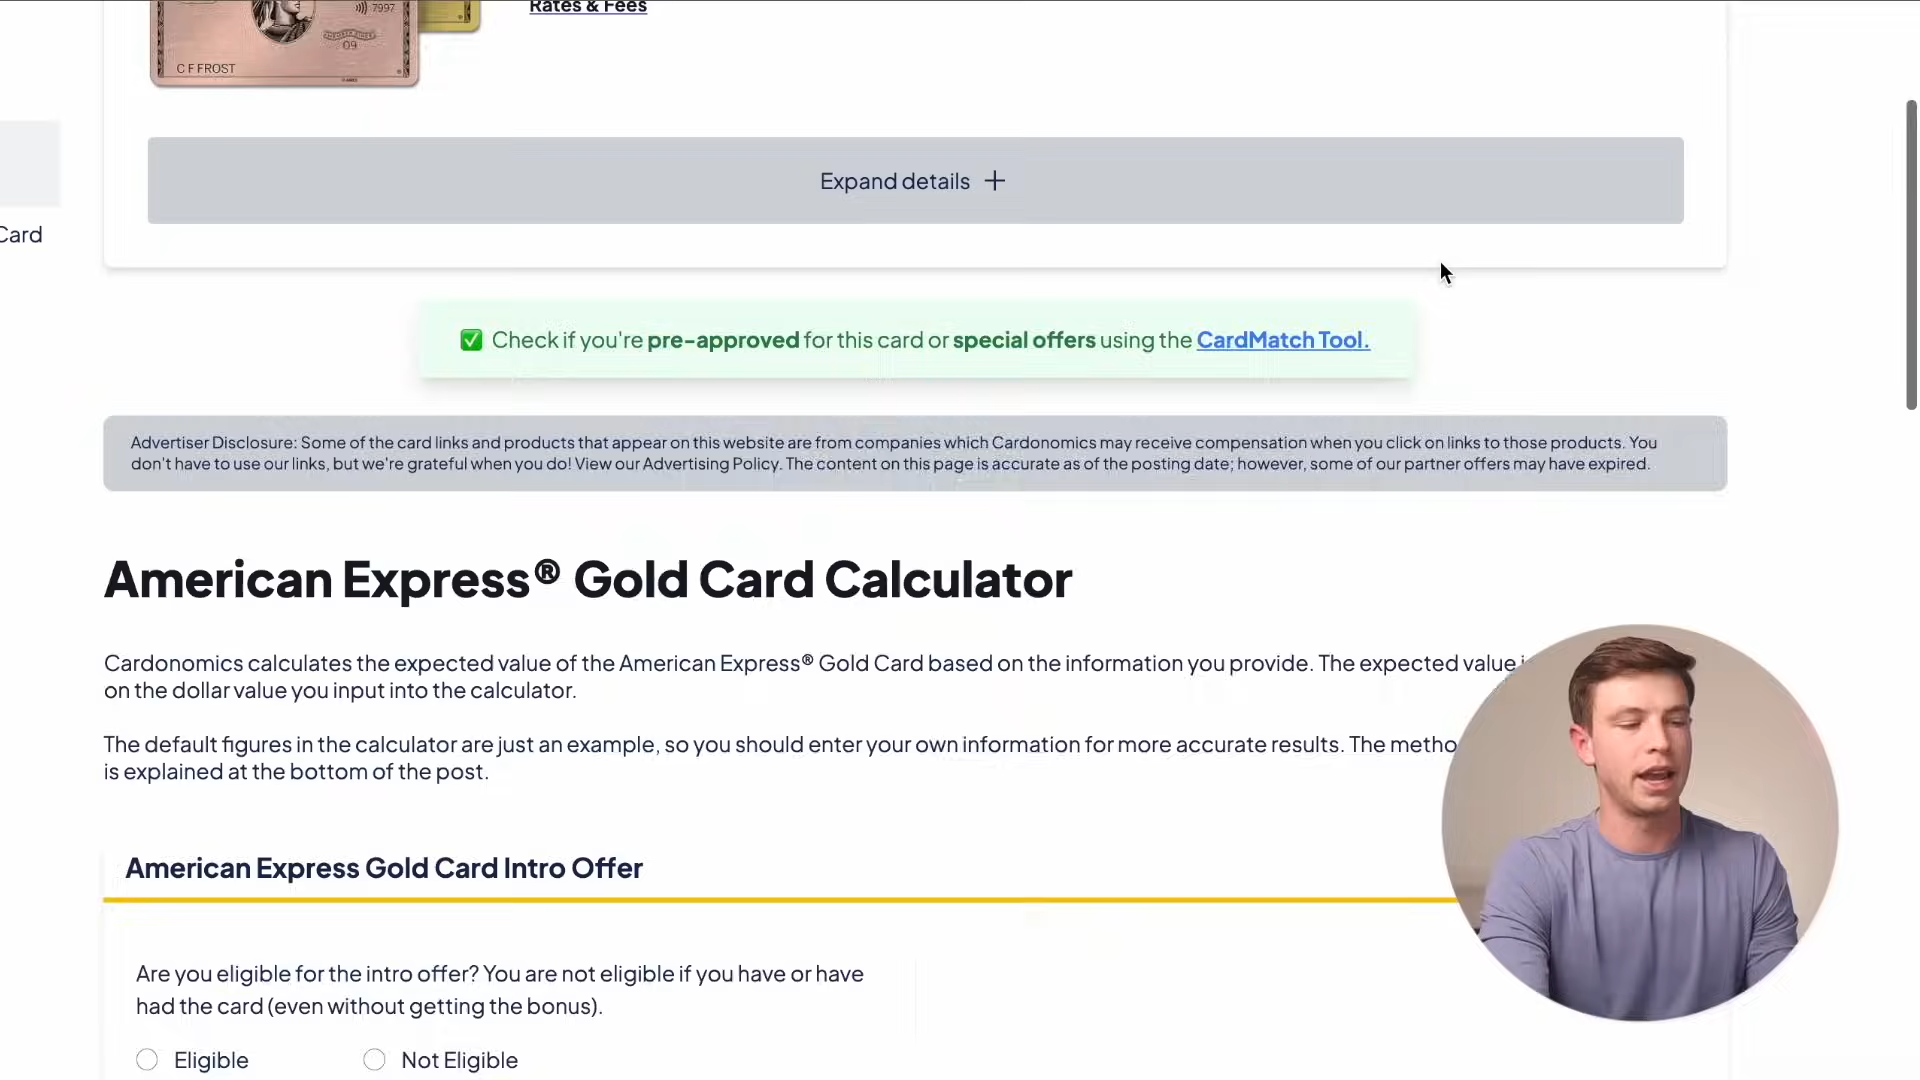 Rates & Fees
7997
09
C F FROST
Expand details
Card
✅ Check if you're pre-approved for this card or special offers using the CardMatch Tool.
Advertiser Disclosure: Some of the card links and products that appear on this website are from companies which Cardonomics may receive compensation when you click on links to those products. You
don't have to use our links, but we're grateful when you do! View our Advertising Policy. The content on this page is accurate as of the posting date; however, some of our partner offers may have expired.
American Express® Gold Card Calculator
Cardonomics calculates the expected value of the American Express® Gold Card based on the information you provide. The expected value
on the dollar value you input into the calculator.
The default figures in the calculator are just an example, so you should enter your own information for more accurate results. The
is explained at the bottom of the post.
American Express Gold Card Intro Offer
Are you eligible for the intro offer? You are not eligible if you have or have
had the card (even without getting the bonus).
Eligible
Not Eligible